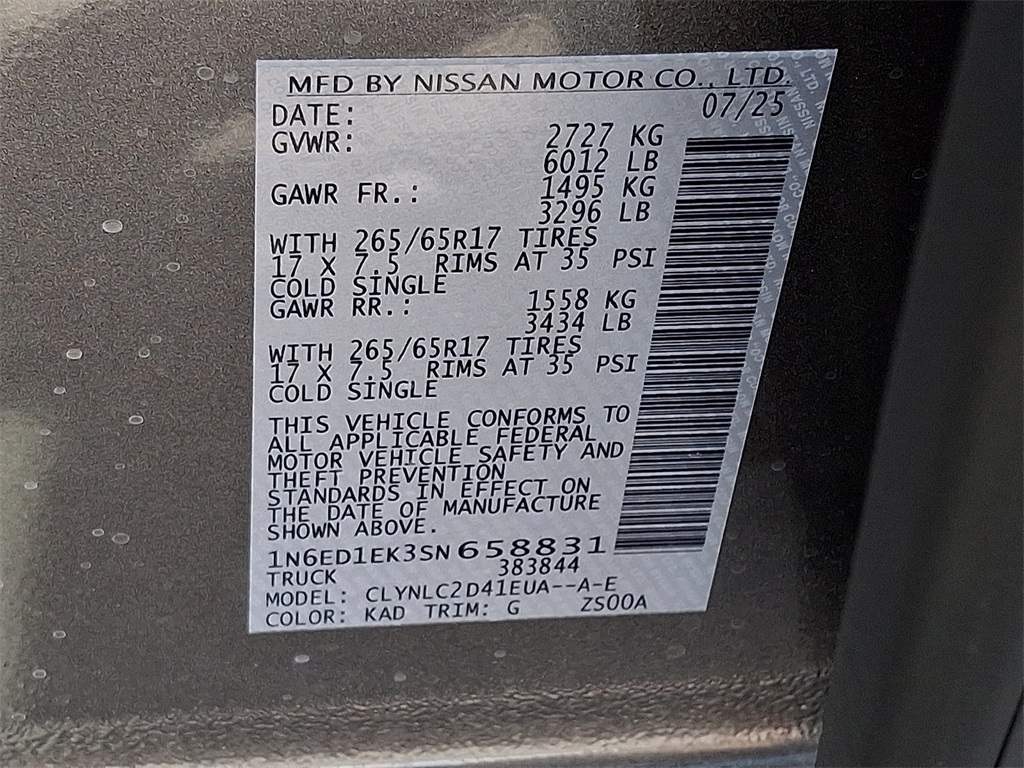 MFD BY NISSAN MOTOR CO., LTD.
DATE: 07/25
GVWR: 2727 KG
6012 LB
GAWR FR.: 1495 KG
3296 LB
WITH 265/65R17 TIRES
17 X 7.5 RIMS AT 35 PSI
COLD SINGLE
GAWR RR.: 1558 KG
3434 LB
WITH 265/65R17 TIRES
17 X 7.5 RIMS AT 35 PSI
COLD SINGLE
THIS VEHICLE CONFORMS TO
ALL APPLICABLE FEDERAL
MOTOR VEHICLE SAFETY AND
THEFT PREVENTION
STANDARDS IN EFFECT ON
THE DATE OF MANUFACTURE
SHOWN ABOVE.
1N6ED1EK3SN658831
TRUCK 383844
MODEL: CLYNLC2D41EUA--A-E
COLOR: KAD TRIM: G ZS00A